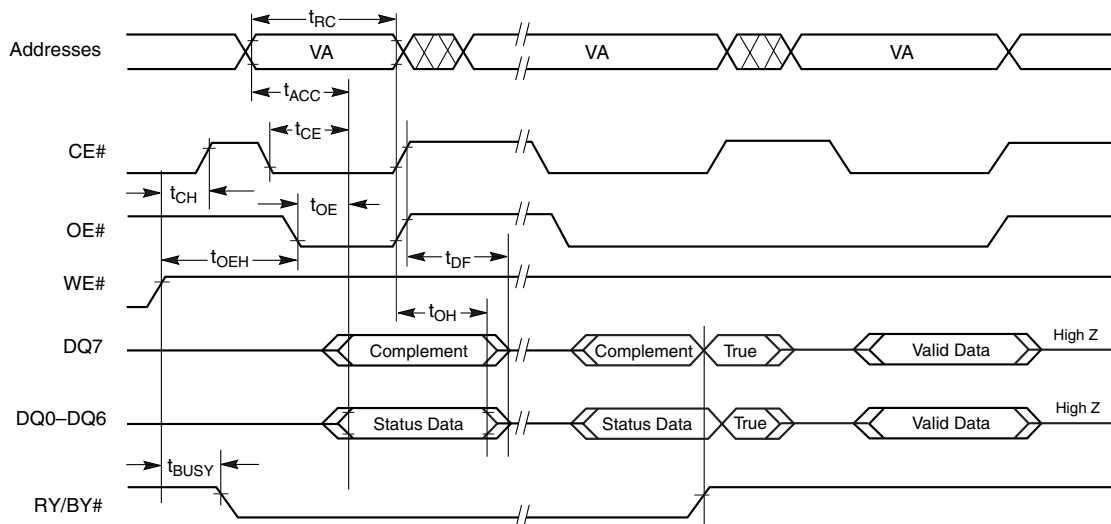 tRC
Addresses VA VA VA
tACC
tCE
CE#
tCH tOE
OE#
tOEH tDF
WE#
tOH
DQ7 Complement Complement True Valid Data High Z
DQ0–DQ6 Status Data Status Data True Valid Data High Z
tBUSY
RY/BY#